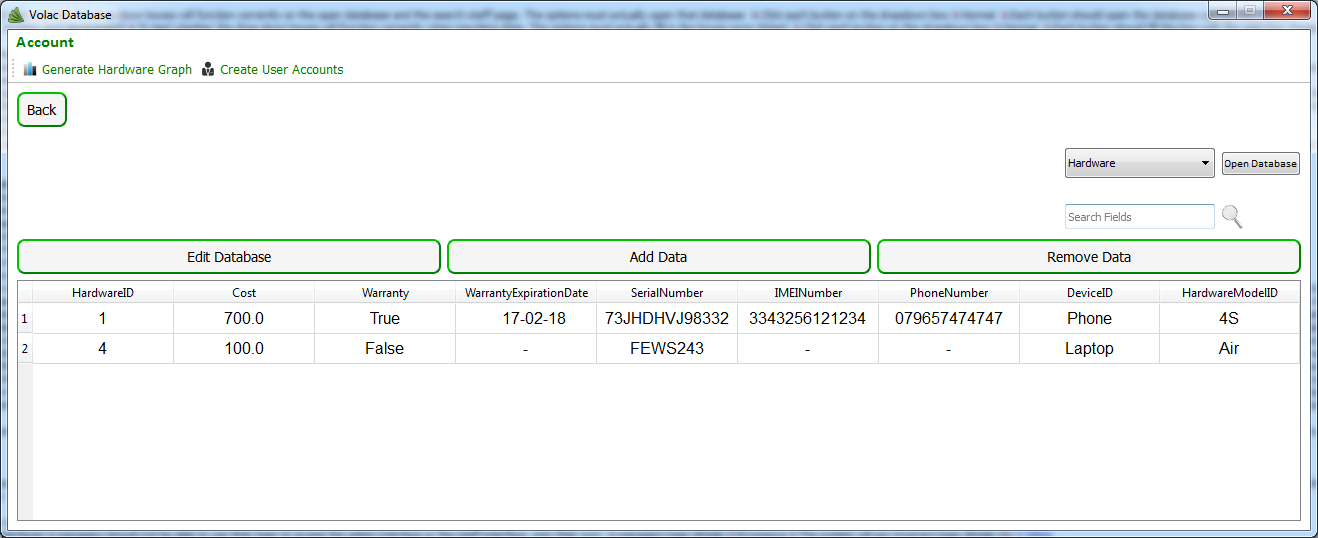 Volac Database
Account
Generate Hardware Graph Create User Accounts
Back
Hardware Open Database
Search Fields
Edit Database Add Data Remove Data
HardwareID Cost Warranty WarrantyExpirationDate SerialNumber IMEINumber PhoneNumber DeviceID HardwareModelID
1 1 700.0 True 17-02-18 73JHDHVJ98332 3343256121234 079657474747 Phone 4S
2 4 100.0 False - FEWS243 - - Laptop Air